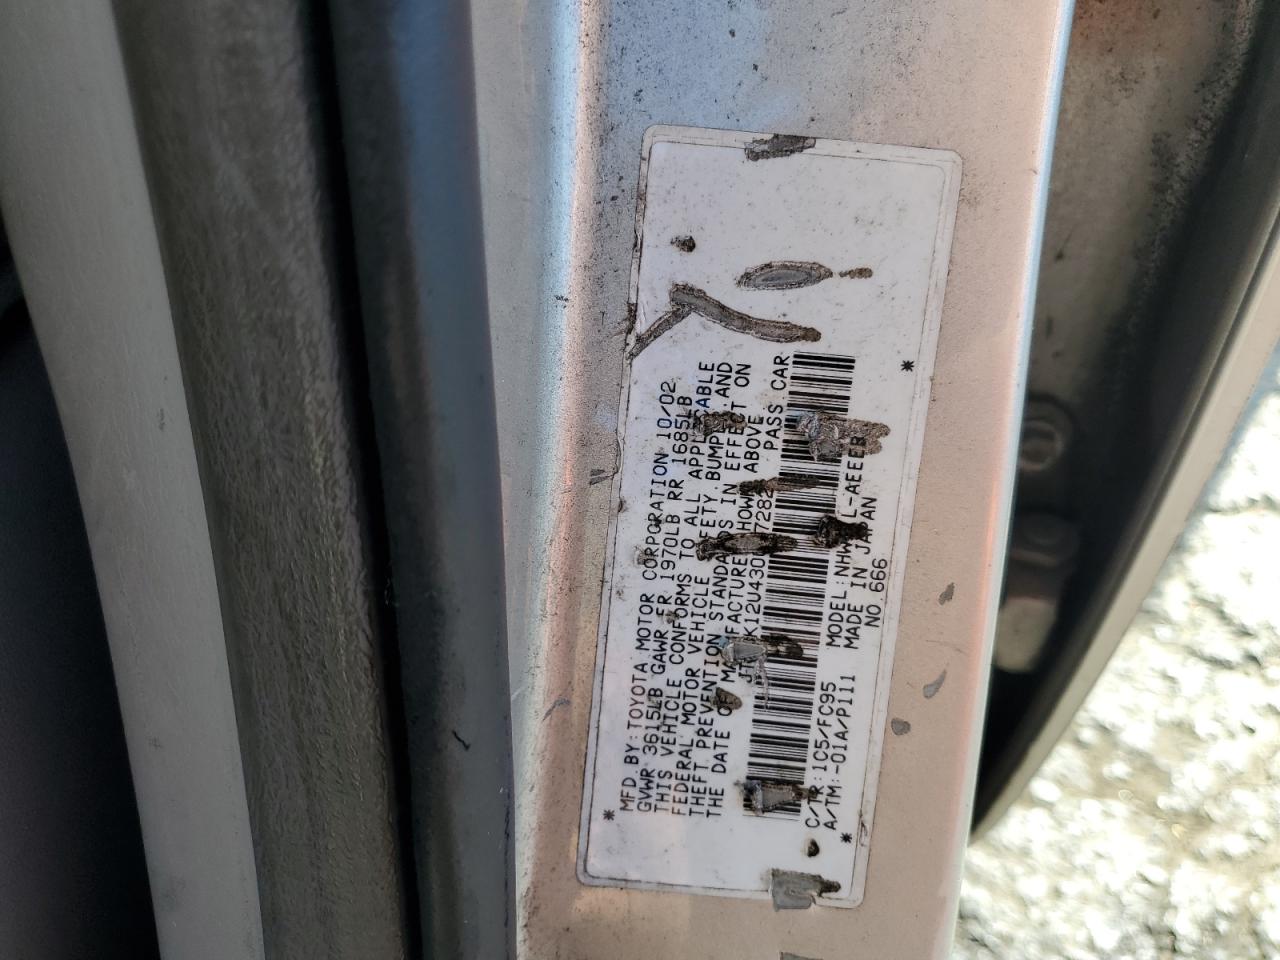 MFD BY: TOYOTA MOTOR CORPORATION 10/02
GVWR 3615LB GAWR FR 1970LB RR 1685LB
THIS VEHICLE CONFORMS TO ALL APPLICABLE
FEDERAL MOTOR VEHICLE SAFETY, BUMPER, AND
THEFT PREVENTION STANDARDS IN EFFECT ON
THE DATE OF MANUFACTURE SHOWN ABOVE.
PASS CAR
C/TR: 1C5/FC95 MODEL: L-AEEEB
A/TM: -01A/P111 MADE IN JAPAN
NO. 666